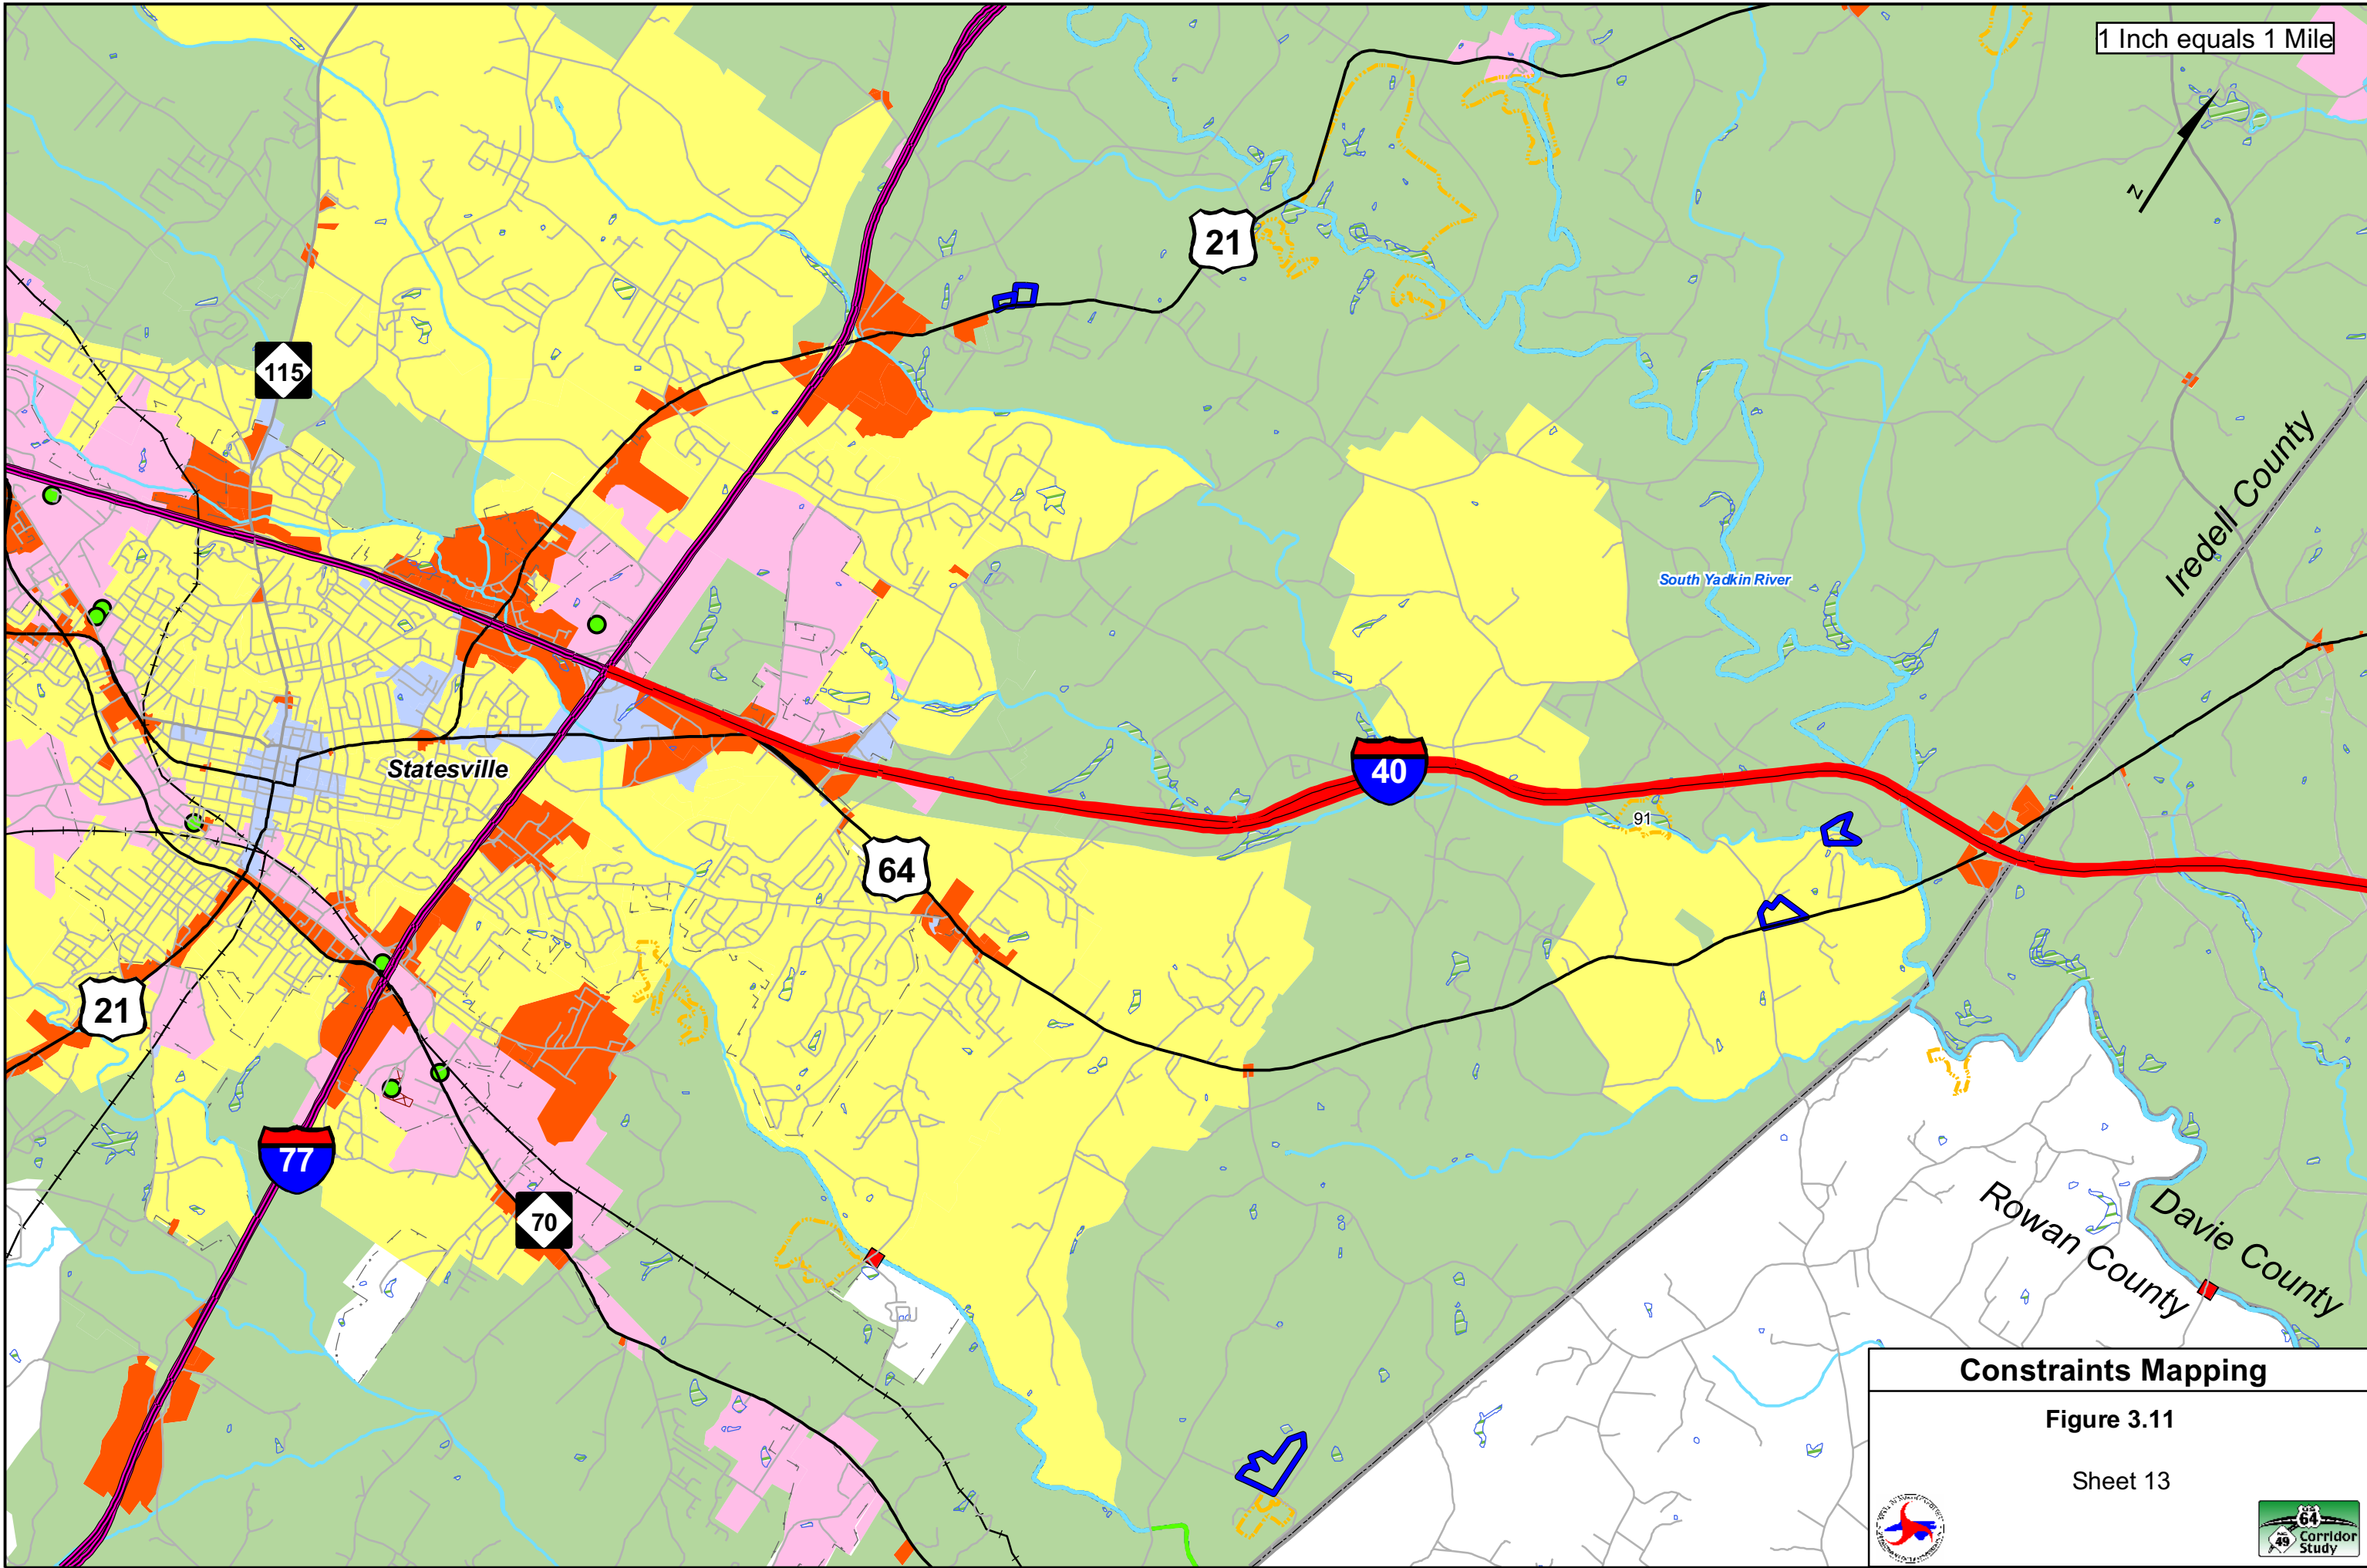 1 Inch equals 1 Mile
N
21
115
Iredell County
South Yadkin River
Statesville
40
91
64
21
77
70
Rowan County
Davie County
Constraints Mapping
Figure 3.11
Sheet 13
US
64
49
Corridor
Study